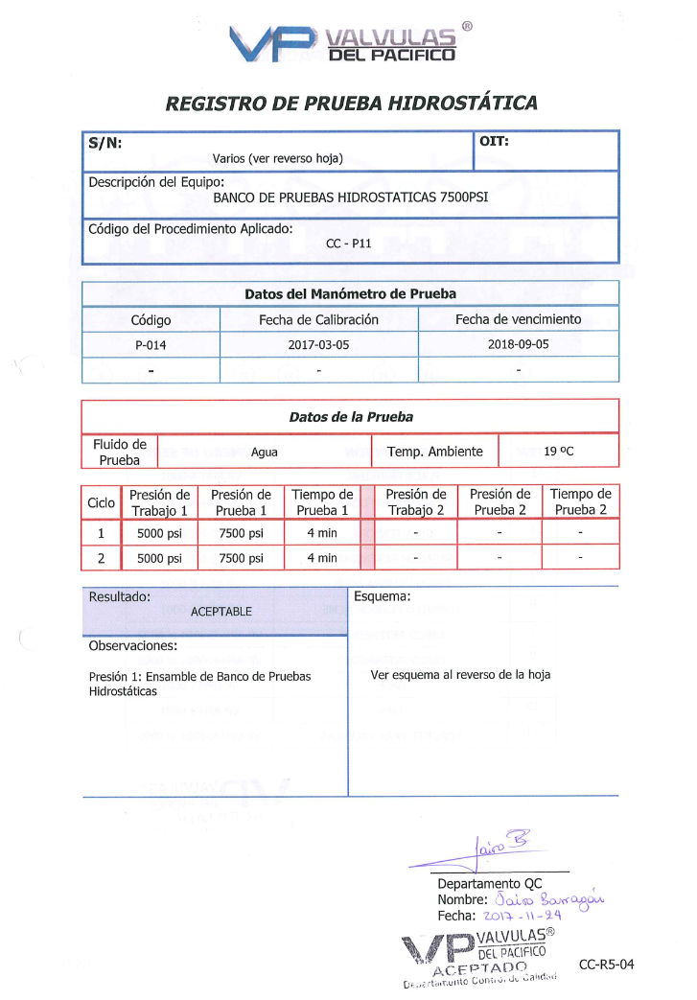 VP VALVULAS®
DEL PACIFICO
REGISTRO DE PRUEBA HIDROSTÁTICA
S/N:
Varios (ver reverso hoja)
OIT:
Descripción del Equipo:
BANCO DE PRUEBAS HIDROSTATICAS 7500PSI
Código del Procedimiento Aplicado:
CC - P11
Datos del Manómetro de Prueba
Código Fecha de Calibración Fecha de vencimiento
P-014 2017-03-05 2018-09-05
- - -
Datos de la Prueba
Fluido de
Prueba
Agua
Temp. Ambiente
19 ºC
Ciclo
Presión de
Trabajo 1
Presión de
Prueba 1
Tiempo de
Prueba 1
Presión de
Trabajo 2
Presión de
Prueba 2
Tiempo de
Prueba 2
1 5000 psi 7500 psi 4 min - - -
2 5000 psi 7500 psi 4 min - - -
Resultado:
ACEPTABLE
Observaciones:
Presión 1: Ensamble de Banco de Pruebas
Hidrostáticas
Esquema:
Ver esquema al reverso de la hoja
Jairo B
Departamento QC
Nombre: Jairo Barragán
Fecha: 2017-11-24
VP VALVULAS®
DEL PACIFICO
ACEPTADO
Departamento Control de Calidad
CC-R5-04